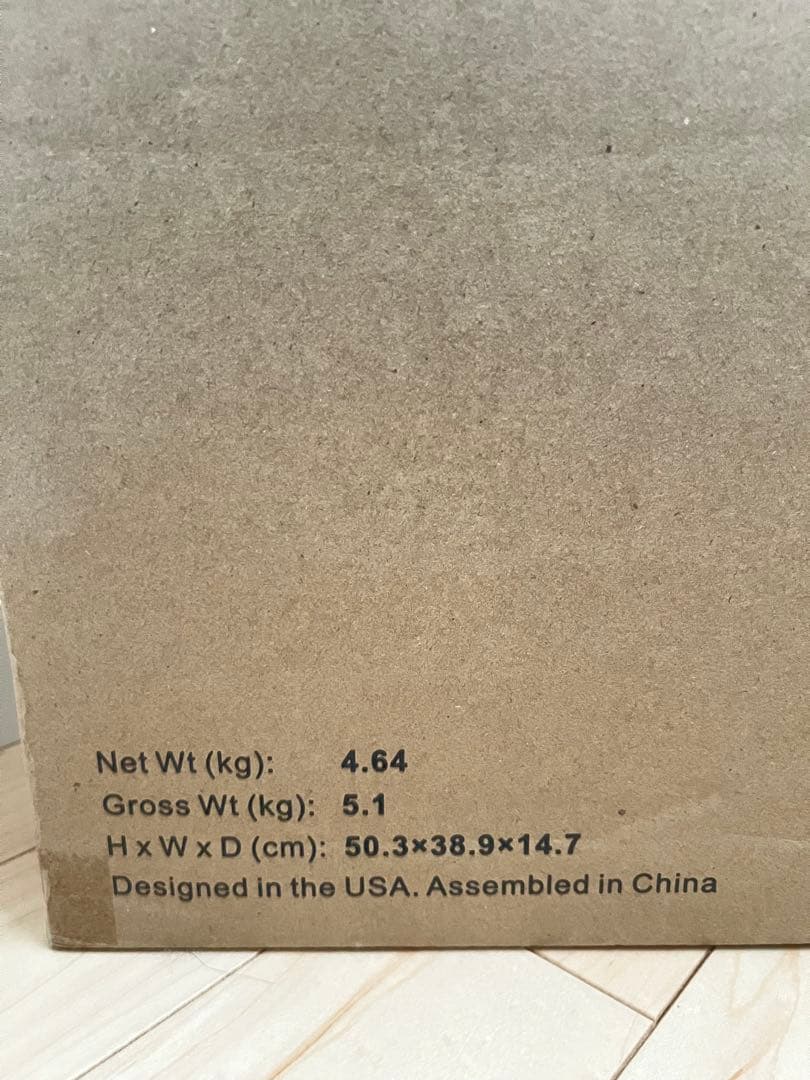 Net Wt (kg): 4.64
Gross Wt (kg): 5.1
H x W x D (cm): 50.3×38.9×14.7
Designed in the USA. Assembled in China